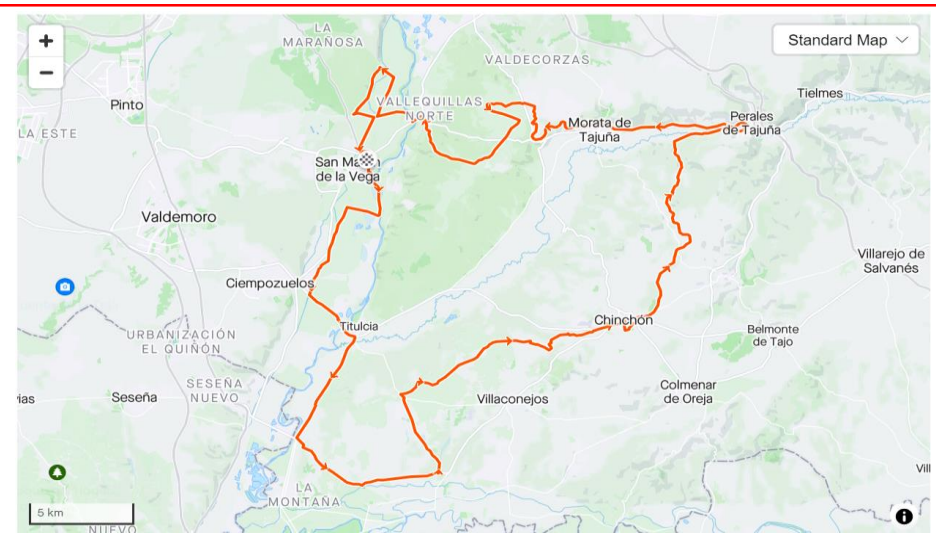 +
−
Standard Map
LA
MARAÑOSA
VALDECORZAS
Pinto
VALLEQUILLAS
NORTE
Tielmes
Morata de
Tajuña
Perales
de Tajuña
LA ESTE
San Ma n
de la Vega
Valdemoro
Villarejo de
Salvanés
Ciempozuelos
Titulcia
Chinchón
Belmonte
de Tajo
URBANIZACIÓN
EL QUIÑÓN
SESEÑA
NUEVO
Seseña
Villaconejos
Colmenar
de Oreja
LA
MONTAÑA
5 km
NUEVO